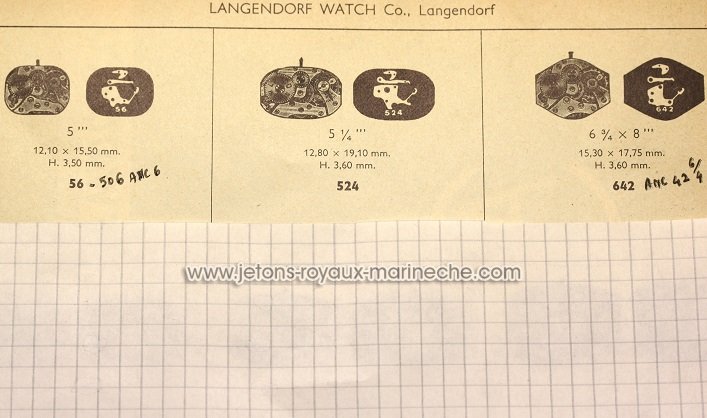 LANGENDORF WATCH Co., Langendorf
56
5 '''
12,10 × 15,50 mm.
H. 3,50 mm.
56 - 506 AMC 6
524
5 ¼ '''
12,80 × 19,10 mm.
H. 3,60 mm.
524
642
6 ¾ × 8 '''
15,30 × 17,75 mm.
H. 3,60 mm.
642 AMC 42 6/4
www.jetons-royaux-marineche.com